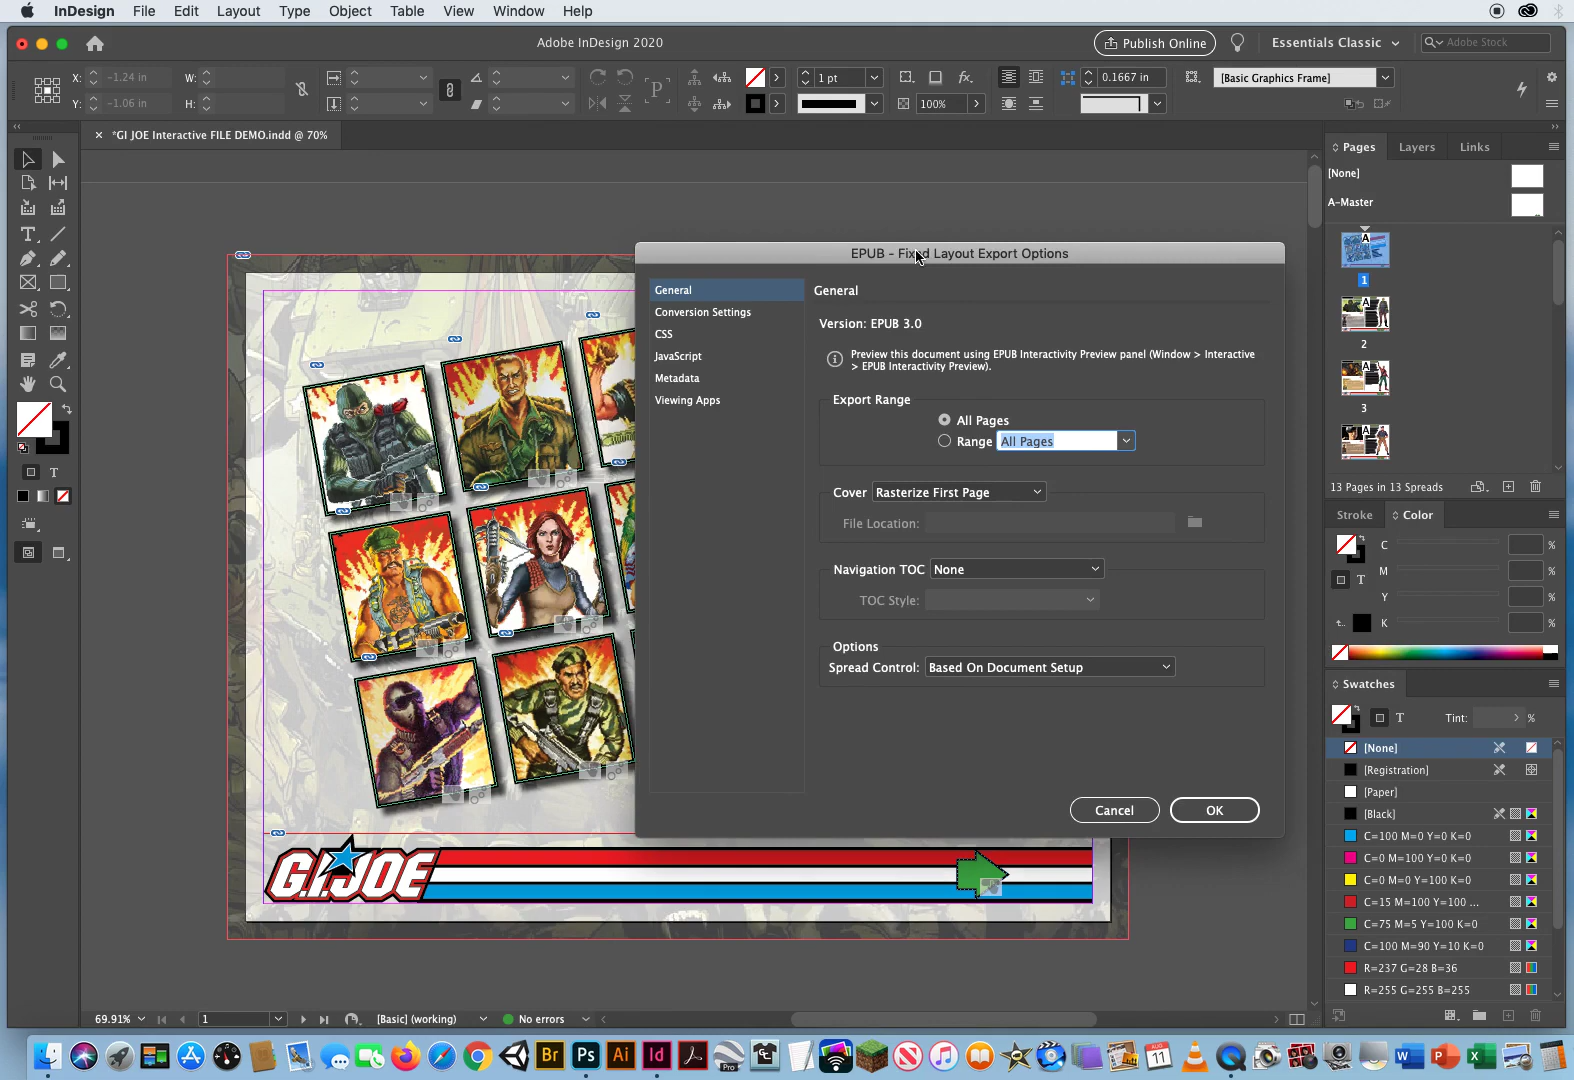 InDesign File Edit Layout Type Object Table View Window Help
Adobe InDesign 2020
Publish Online
Essentials Classic
Adobe Stock
X: -1.24 in W: 1 pt 0.1667 in [Basic Graphics Frame]
Y: -1.06 in H: 100%
P
fx.
*GI JOE Interactive FILE DEMO.indd @ 70%
Pages Layers Links
[None]
A-Master
A
1
A
2
A
3
A
13 Pages in 13 Spreads
EPUB - Fixed Layout Export Options
General
Conversion Settings
CSS
JavaScript
Metadata
Viewing Apps
General
Version: EPUB 3.0
Preview this document using EPUB Interactivity Preview panel (Window > Interactive
> EPUB Interactivity Preview).
Export Range
All Pages
Range All Pages
Cover Rasterize First Page
File Location:
Navigation TOC None
TOC Style:
Options
Spread Control: Based On Document Setup
Cancel OK
Stroke Color
C %
M %
Y %
K %
T
Swatches
T Tint: %
[None]
[Registration]
[Paper]
[Black]
C=100 M=0 Y=0 K=0
C=0 M=100 Y=0 K=0
C=0 M=0 Y=100 K=0
C=15 M=100 Y=100 ...
C=75 M=5 Y=100 K=0
C=100 M=90 Y=10 K=0
R=237 G=28 B=36
R=255 G=255 B=255
T
G.I.JOE
69.91% 1 [Basic] (working) No errors
Br Ps Ai Id Pro AUG 11 W P X